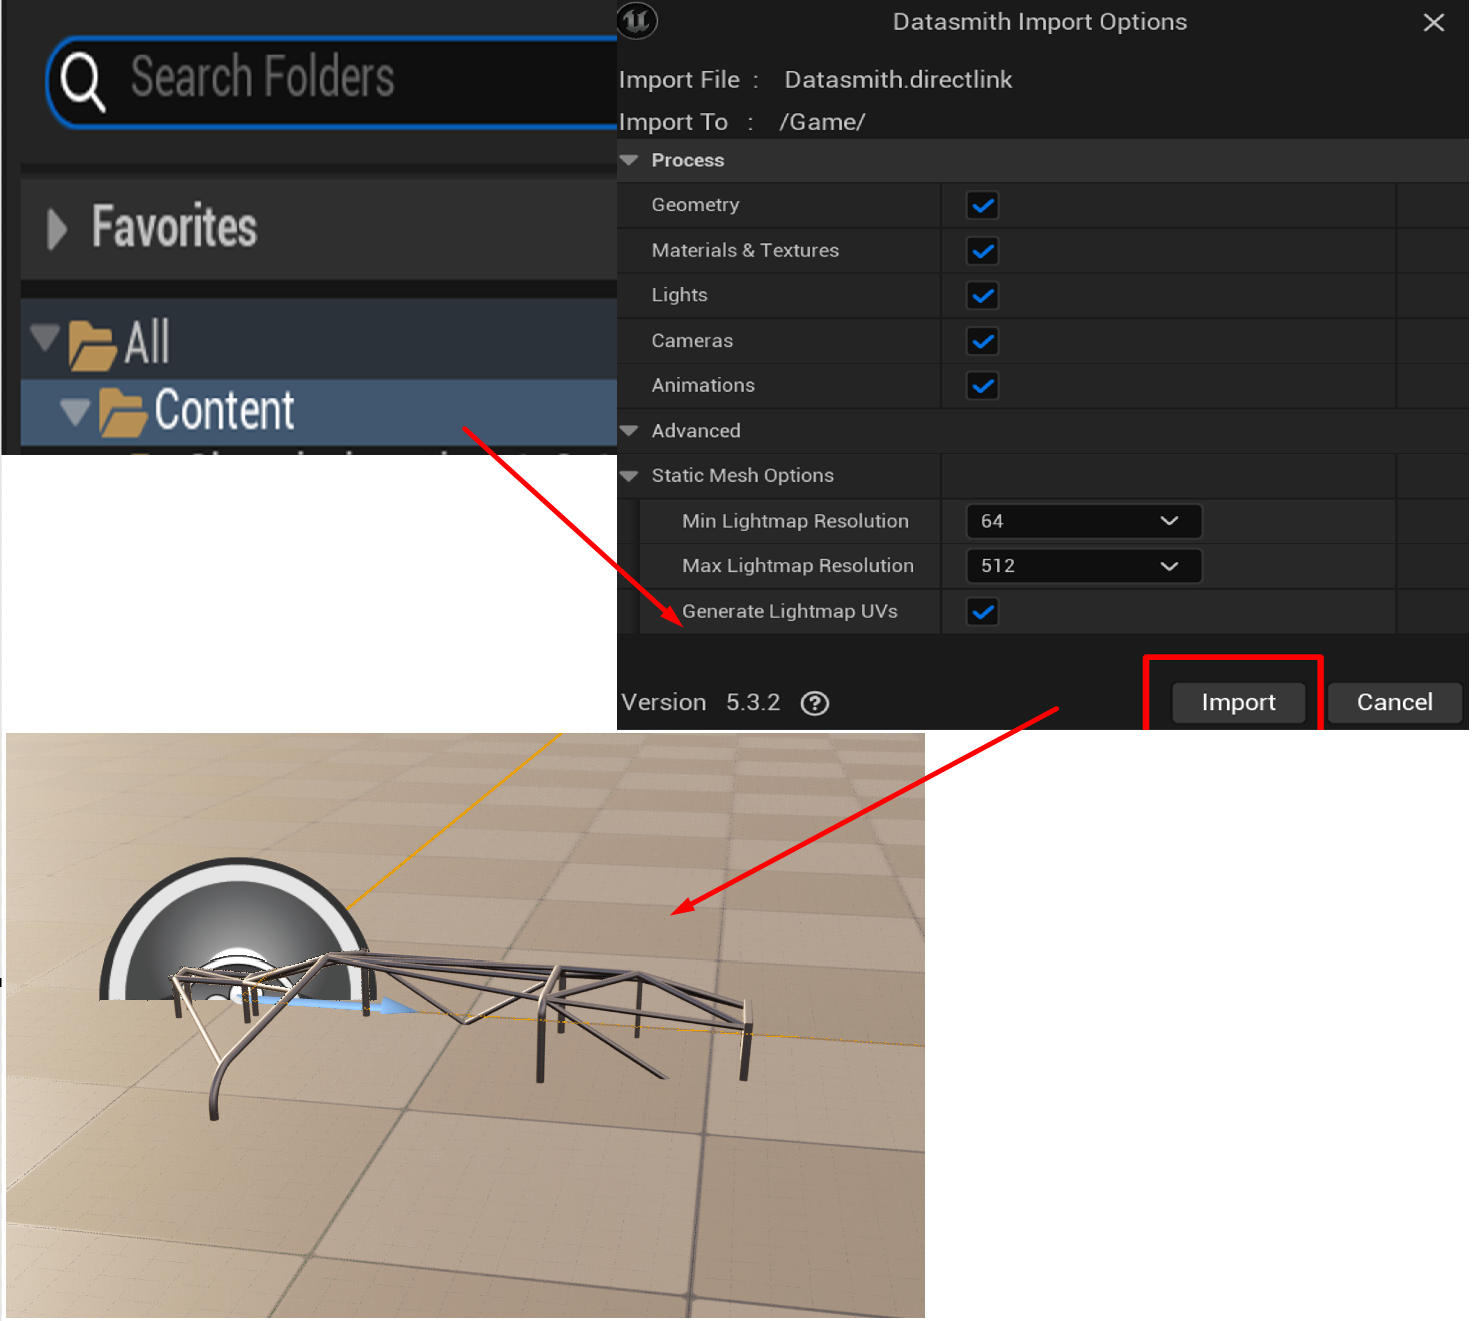 Search Folders
Favorites
All
Content
Datasmith Import Options
Import File : Datasmith.directlink
Import To : /Game/
Process
Geometry
Materials & Textures
Lights
Cameras
Animations
Advanced
Static Mesh Options
Min Lightmap Resolution 64
Max Lightmap Resolution 512
Generate Lightmap UVs
Version 5.3.2
Import Cancel